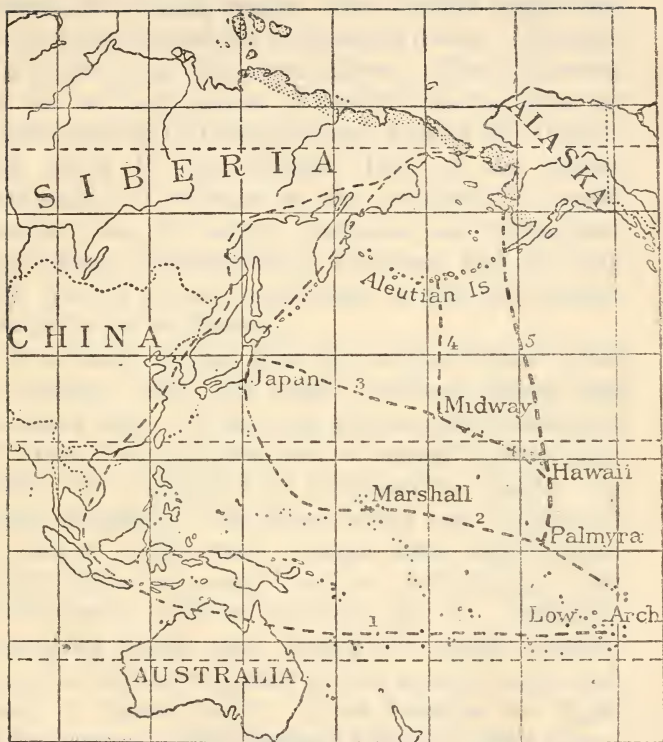 ALASKA
SIBERIA
Aleutian Is
CHINA
4
5
Japan
3
Midway
Hawaii
Marshall
2
Palmyra
1
Low Arch
AUSTRALIA